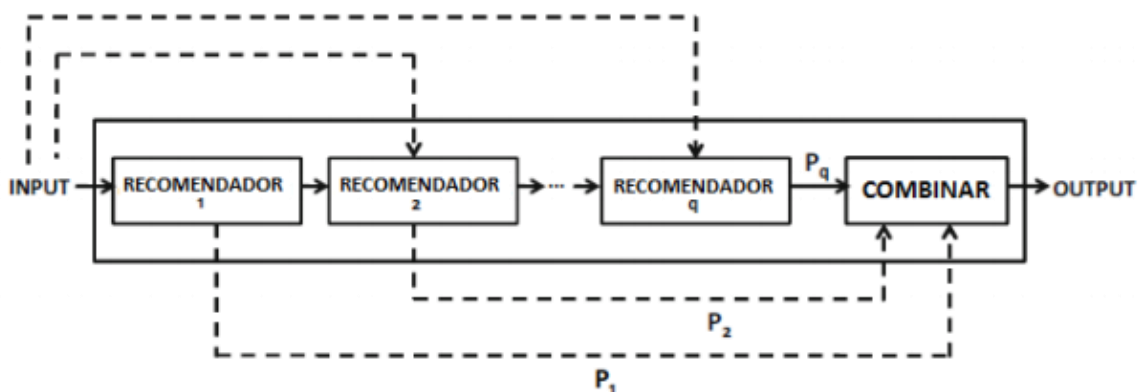 INPUT
RECOMENDADOR
1
RECOMENDADOR
2
...
RECOMENDADOR
q
Pq
COMBINAR
OUTPUT
P2
P1